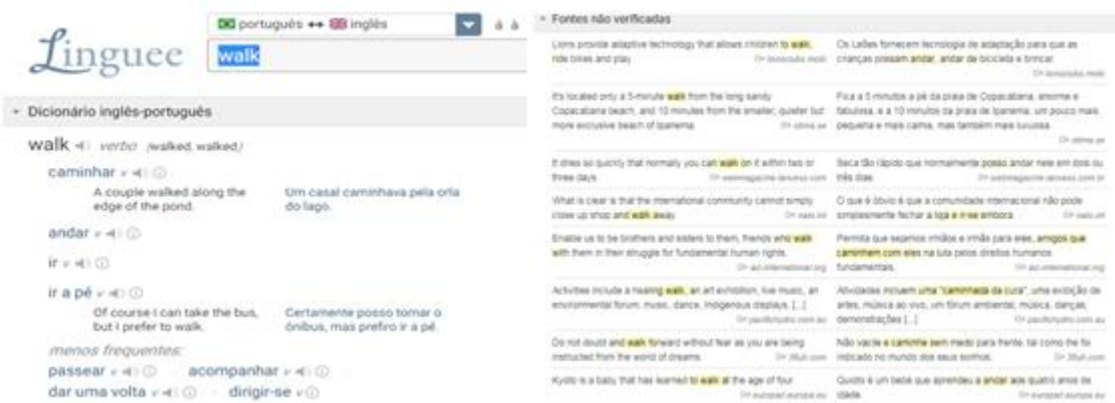 Linguee
português ↔ inglês
á à
walk
Dicionário inglês-português
walk verbo (walked, walked)
caminhar v
A couple walked along the Um casal caminhava pela orla
edge of the pond. do lago.
andar v
ir v
ir a pé v
Of course I can take the bus, Certamente posso tomar o
but I prefer to walk. ônibus, mas prefiro ir a pé.
menos frequentes:
passear v · acompanhar v ·
dar uma volta v · dirigir-se v
Fontes não verificadas
Lions provide adaptive technology that allows children to walk,
ride bikes and play.
Os Leões fornecem tecnologia de adaptação para que as
crianças possam andar, andar de bicicleta e brincar.
It's located only a 5-minute walk from the long sandy
Copacabana beach, and 10 minutes from the smaller, quieter but
more exclusive beach of Ipanema.
Fica a 5 minutos a pé da praia de Copacabana, enorme e
fabulosa, e a 10 minutos da praia de Ipanema, um pouco mais
pequena e mais calma, mas também mais luxuosa.
It dries so quickly that normally you can walk on it within two or
three days.
Seca tão rápido que normalmente posso andar nele em dois ou
três dias.
What is clear is that the international community cannot simply
close up shop and walk away.
O que é óbvio é que a comunidade internacional não pode
simplesmente fechar a loja e ir-se embora.
Enable us to be brothers and sisters to them, friends who walk
with them in their struggle for fundamental human rights.
Permita que sejamos irmãos e irmãs para eles, amigos que
caminhem com eles na luta pelos direitos humanos
fundamentais.
Activities include a healing walk, an art exhibition, live music, an
environmental forum, music, dance, Indigenous displays, [...]
Atividades incluem uma "caminhada da cura", uma exibição de
artes, música ao vivo, um fórum ambiental, música, danças,
demonstrações [...]
Do not doubt and walk forward without fear as you are being
instructed from the world of dreams.
Não vacile e caminhe sem medo para frente, tal como lhe foi
indicado no mundo dos seus sonhos.
Kyoto is a baby that has learned to walk at the age of four.
Quioto é um bebé que aprendeu a andar aos quatro anos de
idade.